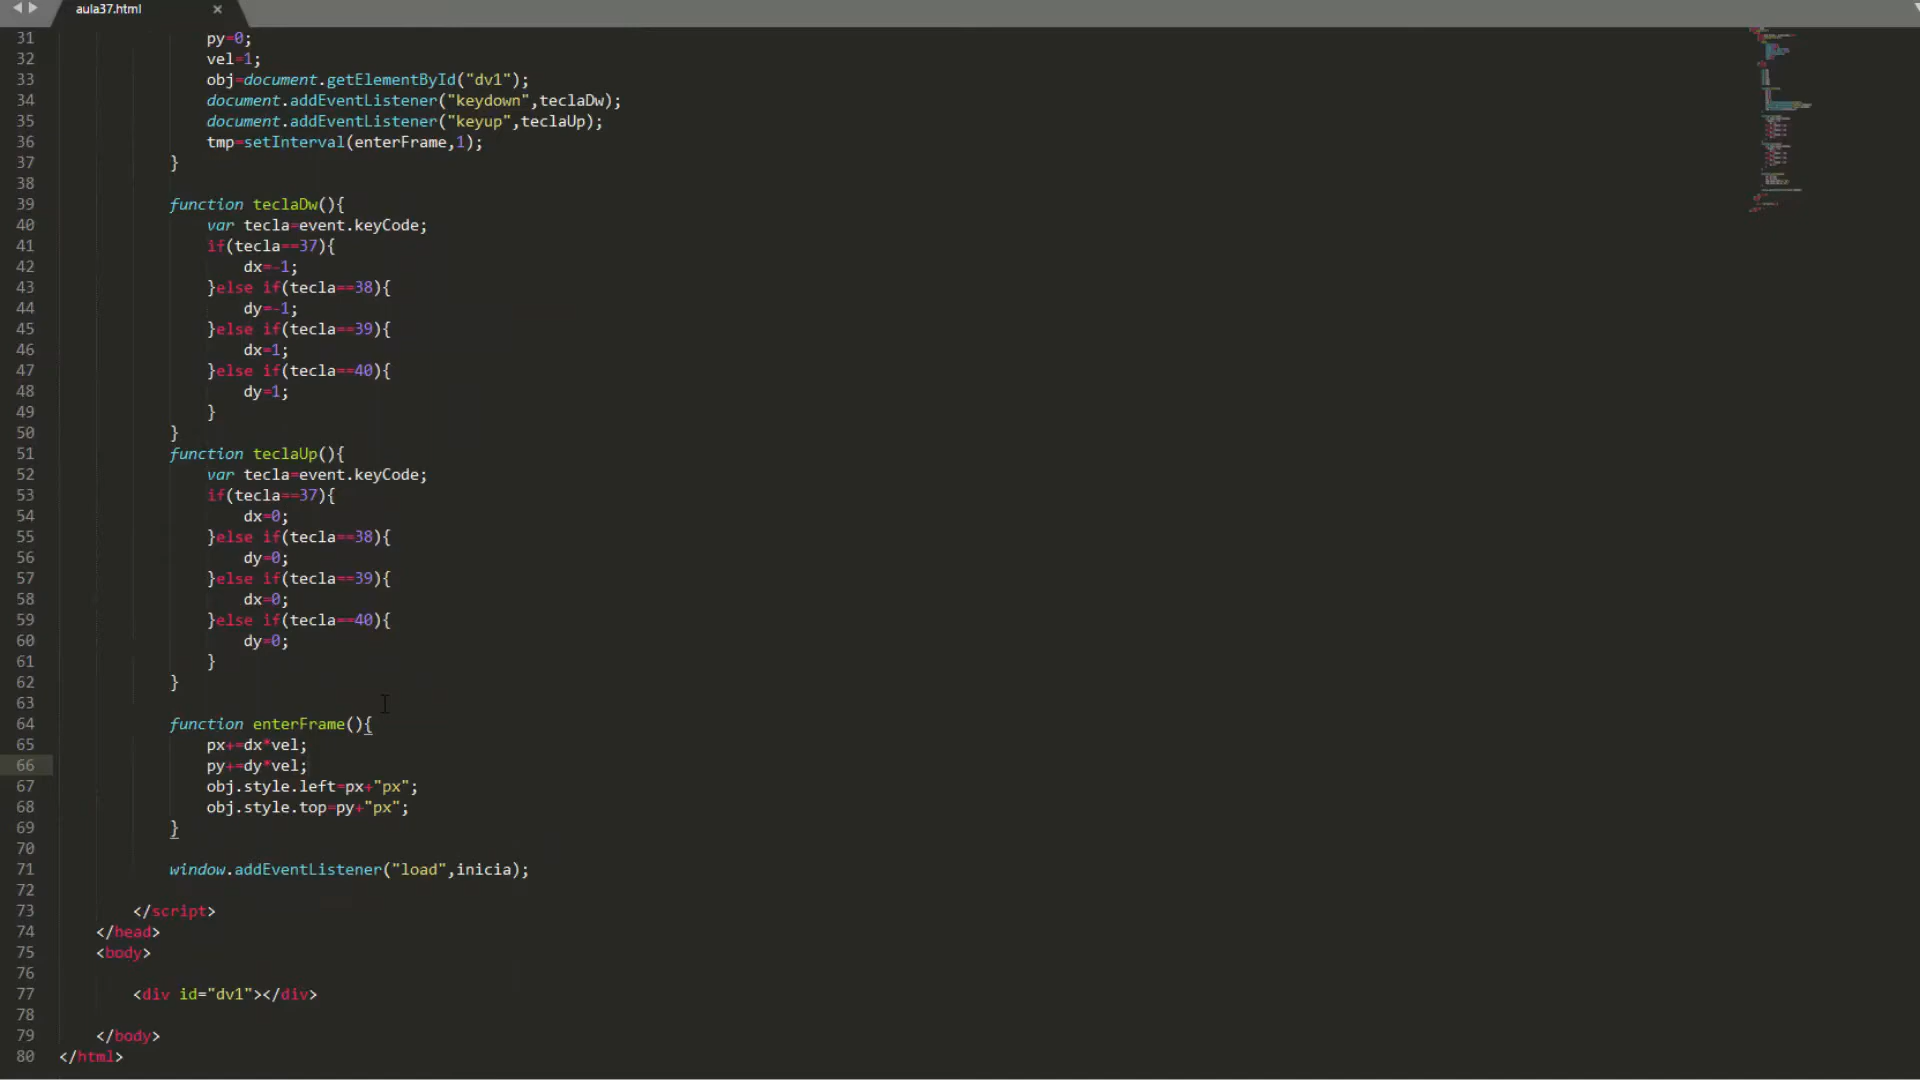 aula37.html ×
31 py=0;
32 vel=1;
33 obj=document.getElementById("dv1");
34 document.addEventListener("keydown",teclaDw);
35 document.addEventListener("keyup",teclaUp);
36 tmp=setInterval(enterFrame,1);
37 }
38
39 function teclaDw(){
40 var tecla=event.keyCode;
41 if(tecla==37){
42 dx=-1;
43 }else if(tecla==38){
44 dy=-1;
45 }else if(tecla==39){
46 dx=1;
47 }else if(tecla==40){
48 dy=1;
49 }
50 }
51 function teclaUp(){
52 var tecla=event.keyCode;
53 if(tecla==37){
54 dx=0;
55 }else if(tecla==38){
56 dy=0;
57 }else if(tecla==39){
58 dx=0;
59 }else if(tecla==40){
60 dy=0;
61 }
62 }
63
64 function enterFrame(){
65 px+=dx*vel;
66 py+=dy*vel;
67 obj.style.left=px+"px";
68 obj.style.top=py+"px";
69 }
70
71 window.addEventListener("load",inicia);
72
73 </script>
74 </head>
75 <body>
76
77 <div id="dv1"></div>
78
79 </body>
80 </html>